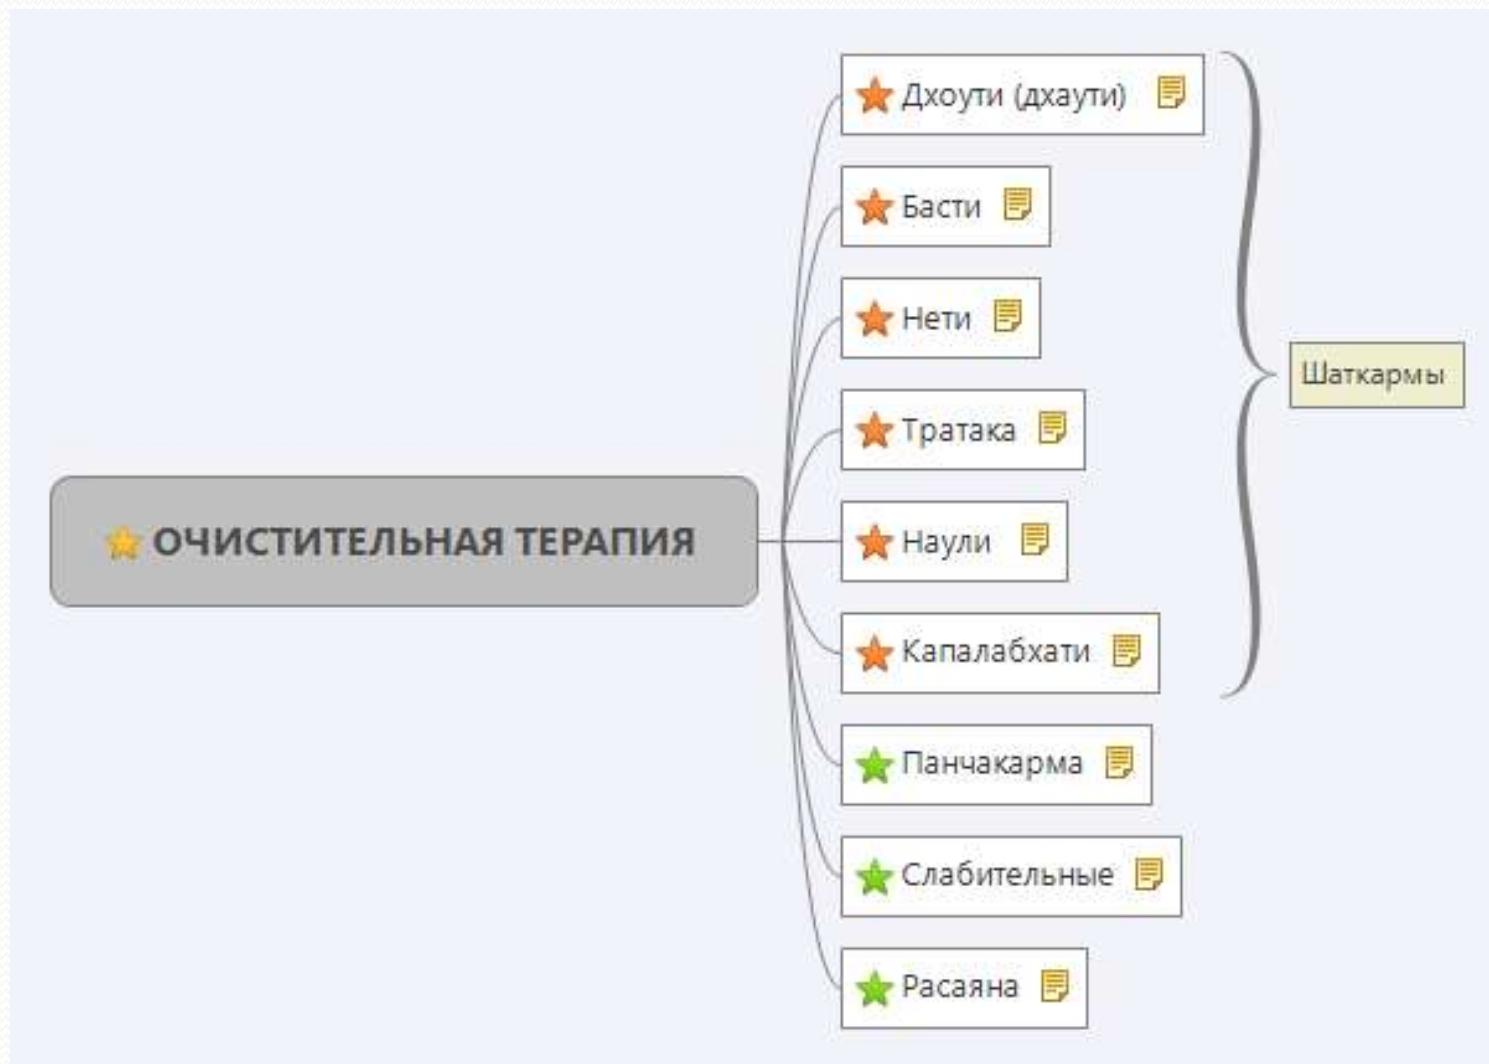 Дхоути (дхаути)
Басти
Нети
Шаткармы
Тратака
ОЧИСТИТЕЛЬНАЯ ТЕРАПИЯ
Наули
Капалабхати
Панчакарма
Слабительные
Расаяна